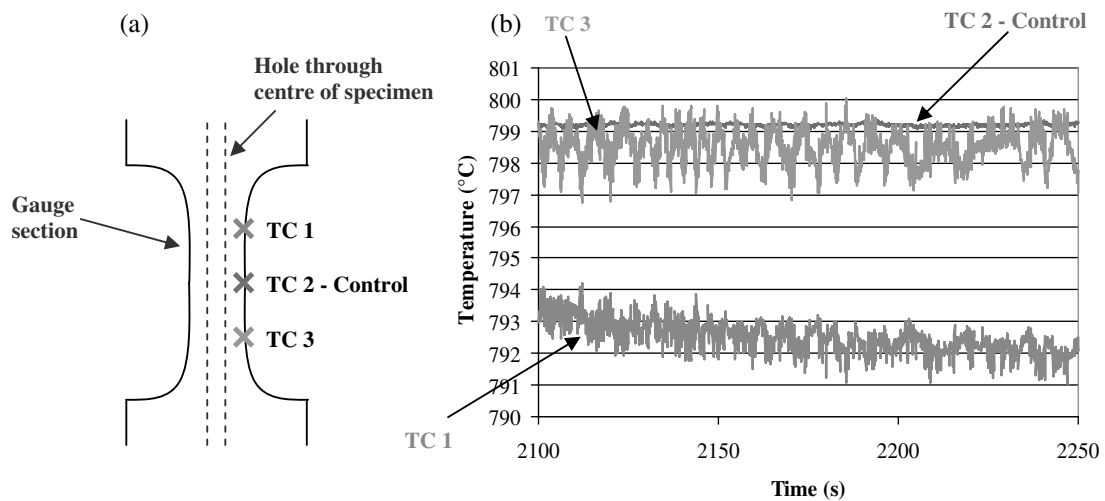 (a)
Hole through
centre of specimen
Gauge
section
TC 1
TC 2 - Control
TC 3
(b)
TC 3
TC 2 - Control
801
800
799
798
797
796
795
794
793
792
791
790
Temperature (°C)
TC 1
2100
2150
2200
2250
Time (s)